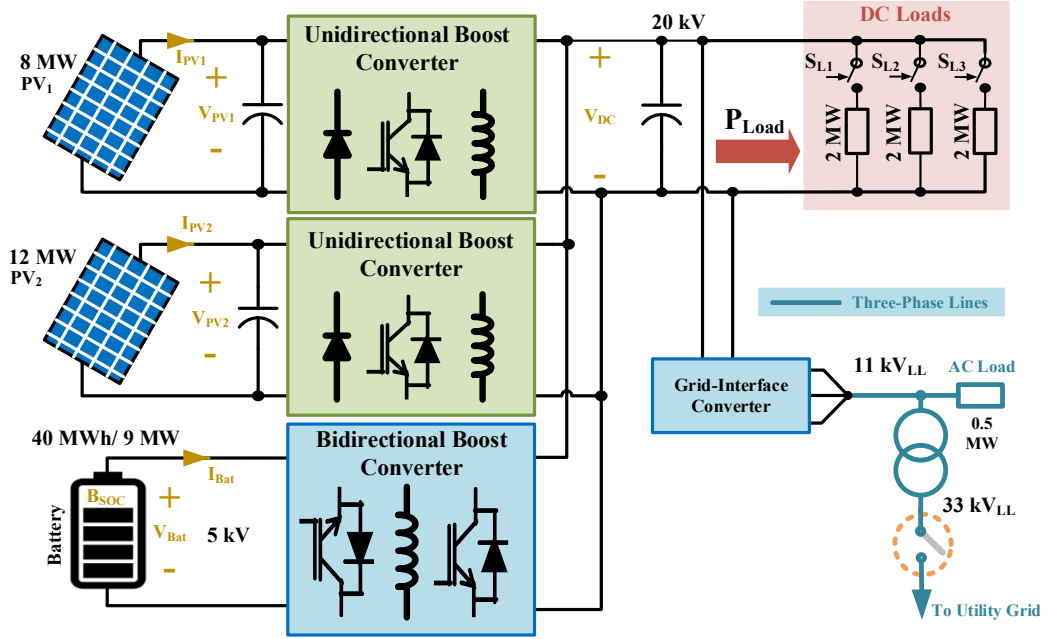 8 MW
PV1
IPV1
+
VPV1
-
Unidirectional Boost
Converter
20 kV
+
VDC
-
PLoad
DC Loads
SL1
SL2
SL3
2 MW
2 MW
2 MW
12 MW
PV2
IPV2
+
VPV2
-
Unidirectional Boost
Converter
Three-Phase Lines
Grid-Interface
Converter
11 kVLL
AC Load
0.5
MW
33 kVLL
To Utility Grid
40 MWh/ 9 MW
IBat
Battery
BSOC
+
VBat
-
5 kV
Bidirectional Boost
Converter